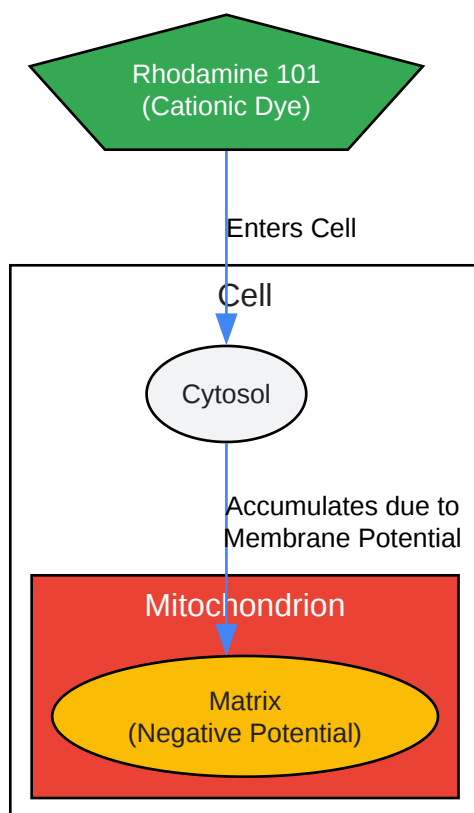 Rhodamine 101
(Cationic Dye)
Enters Cell
Cell
Cytosol
Accumulates due to
Membrane Potential
Mitochondrion
Matrix
(Negative Potential)